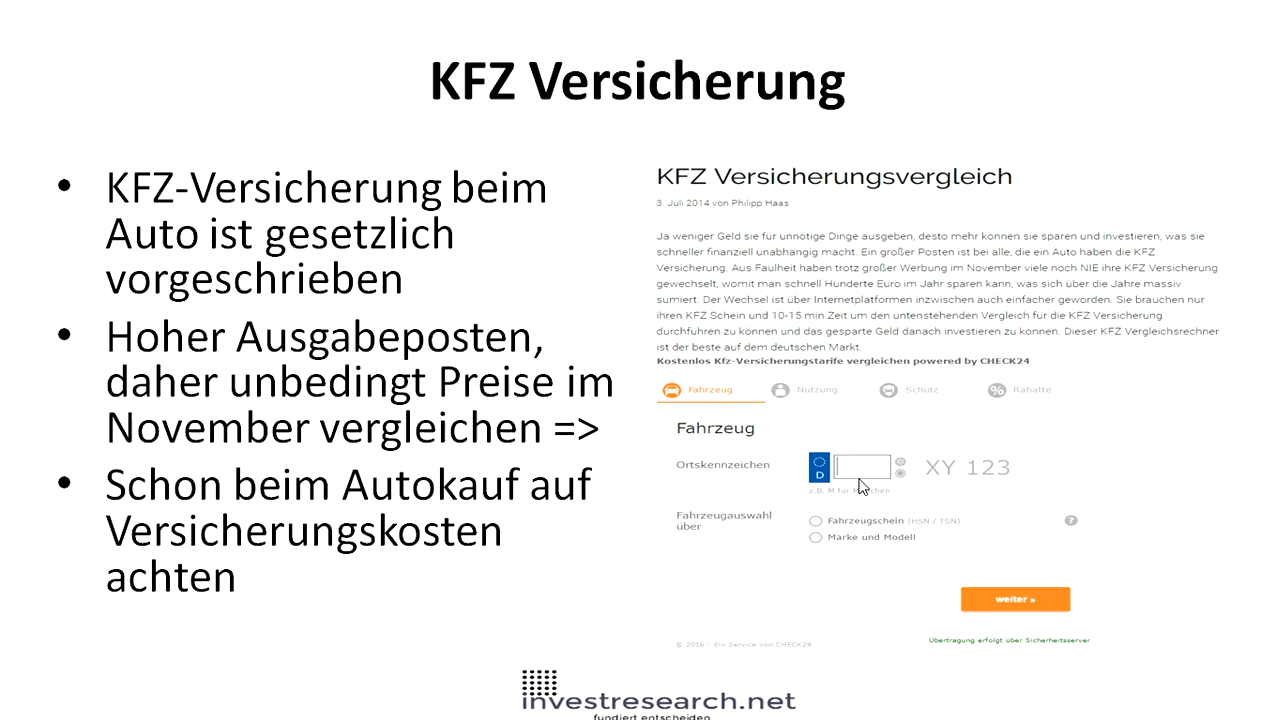 KFZ Versicherung
• KFZ-Versicherung beim
Auto ist gesetzlich
vorgeschrieben
• Hoher Ausgabeposten,
daher unbedingt Preise im
November vergleichen =>
• Schon beim Autokauf auf
Versicherungskosten
achten
KFZ Versicherungsvergleich
3. Juli 2014 von Philipp Haas
Ja weniger Geld sie für unnötige Dinge ausgeben, desto mehr können sie sparen und investieren, was sie
schneller finanziell unabhängig macht. Ein großer Posten ist bei alle, die ein Auto haben die KFZ
Versicherung. Aus Faulheit haben trotz großer Werbung im November viele noch NIE ihre KFZ Versicherung
gewechselt, womit man schnell Hunderte Euro im Jahr sparen kann, was sich über die Jahre massiv
sumiert. Der Wechsel ist über Internetplatformen inzwischen auch einfacher geworden. Sie brauchen nur
ihren KFZ Schein und 10-15 min Zeit um den untenstehenden Vergleich für die KFZ Versicherung
durchführen zu können und das gesparte Geld danach investieren zu können. Dieser KFZ Vergleichsrechner
ist der beste auf dem deutschen Markt.
Kostenlos Kfz-Versicherungstarife vergleichen powered by CHECK24
Fahrzeug Nutzung Schutz % Rabatte
Fahrzeug
Ortskennzeichen D XY 123
z.B. M für
Fahrzeugauswahl
über
Fahrzeugschein (HSN / TSN) ?
Marke und Modell
weiter »
© 2016 - Ein Service von CHECK24
Übertragung erfolgt über Sicherheitsserver
investresearch.net
fundiert entscheiden